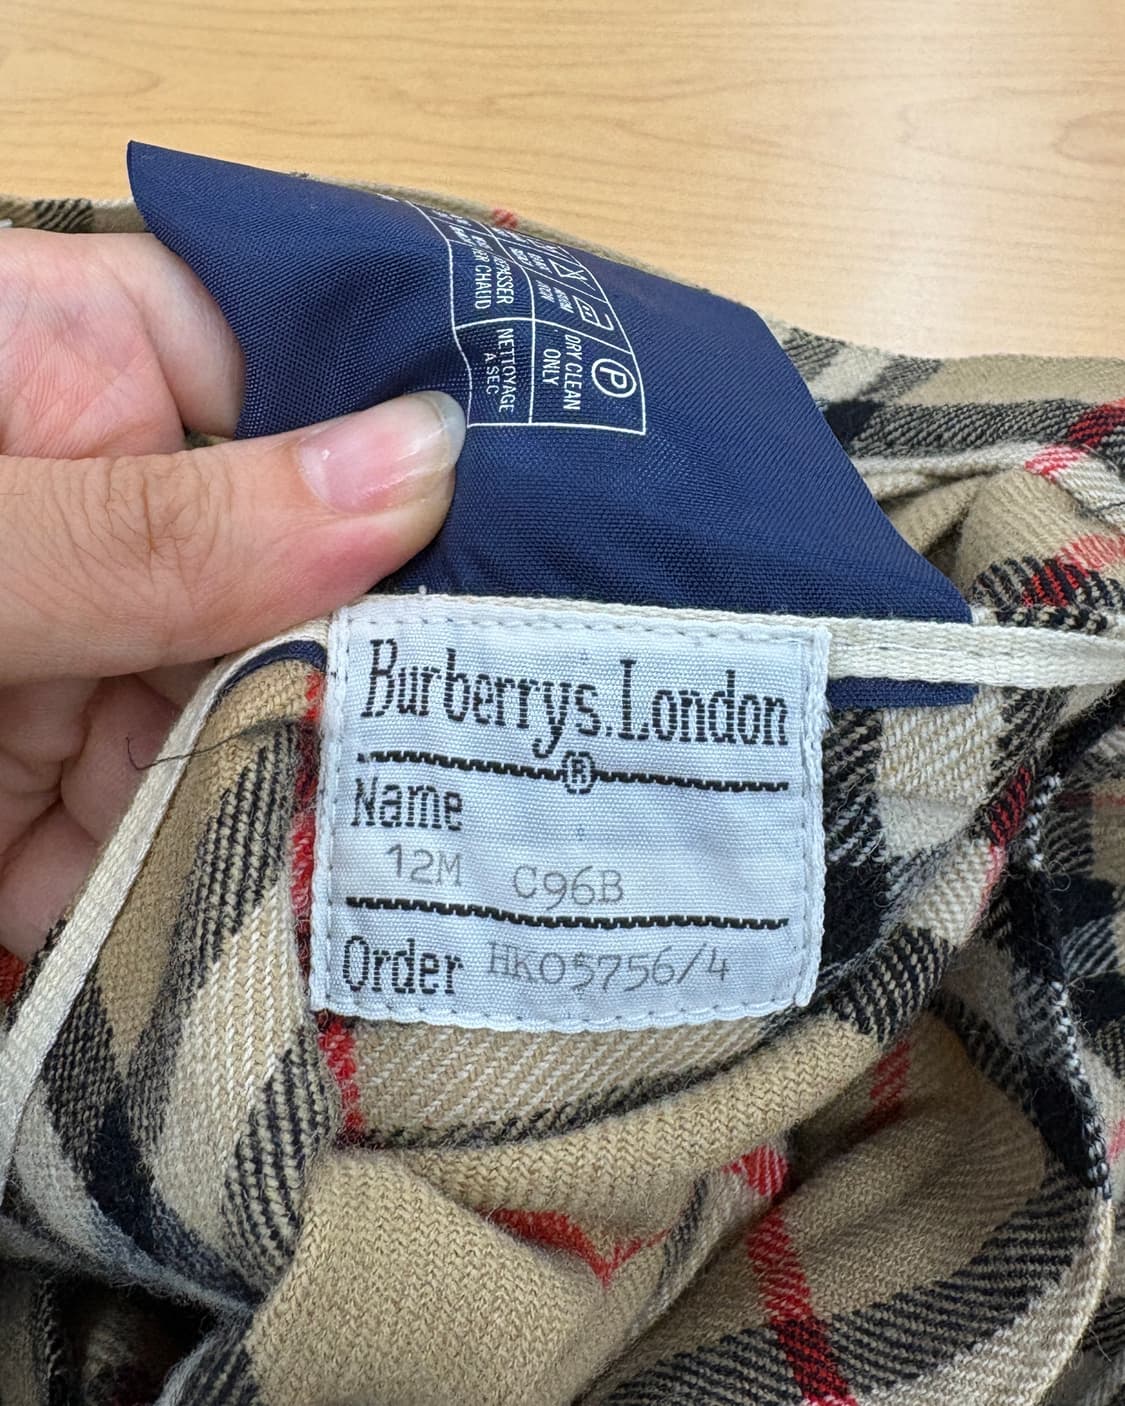 REPASSER
FER CHAUD
NETTOYAGE
À SEC
DRY CLEAN
ONLY
P
Burberrys.London
®
Name
12M C96B
Order HK05756/4